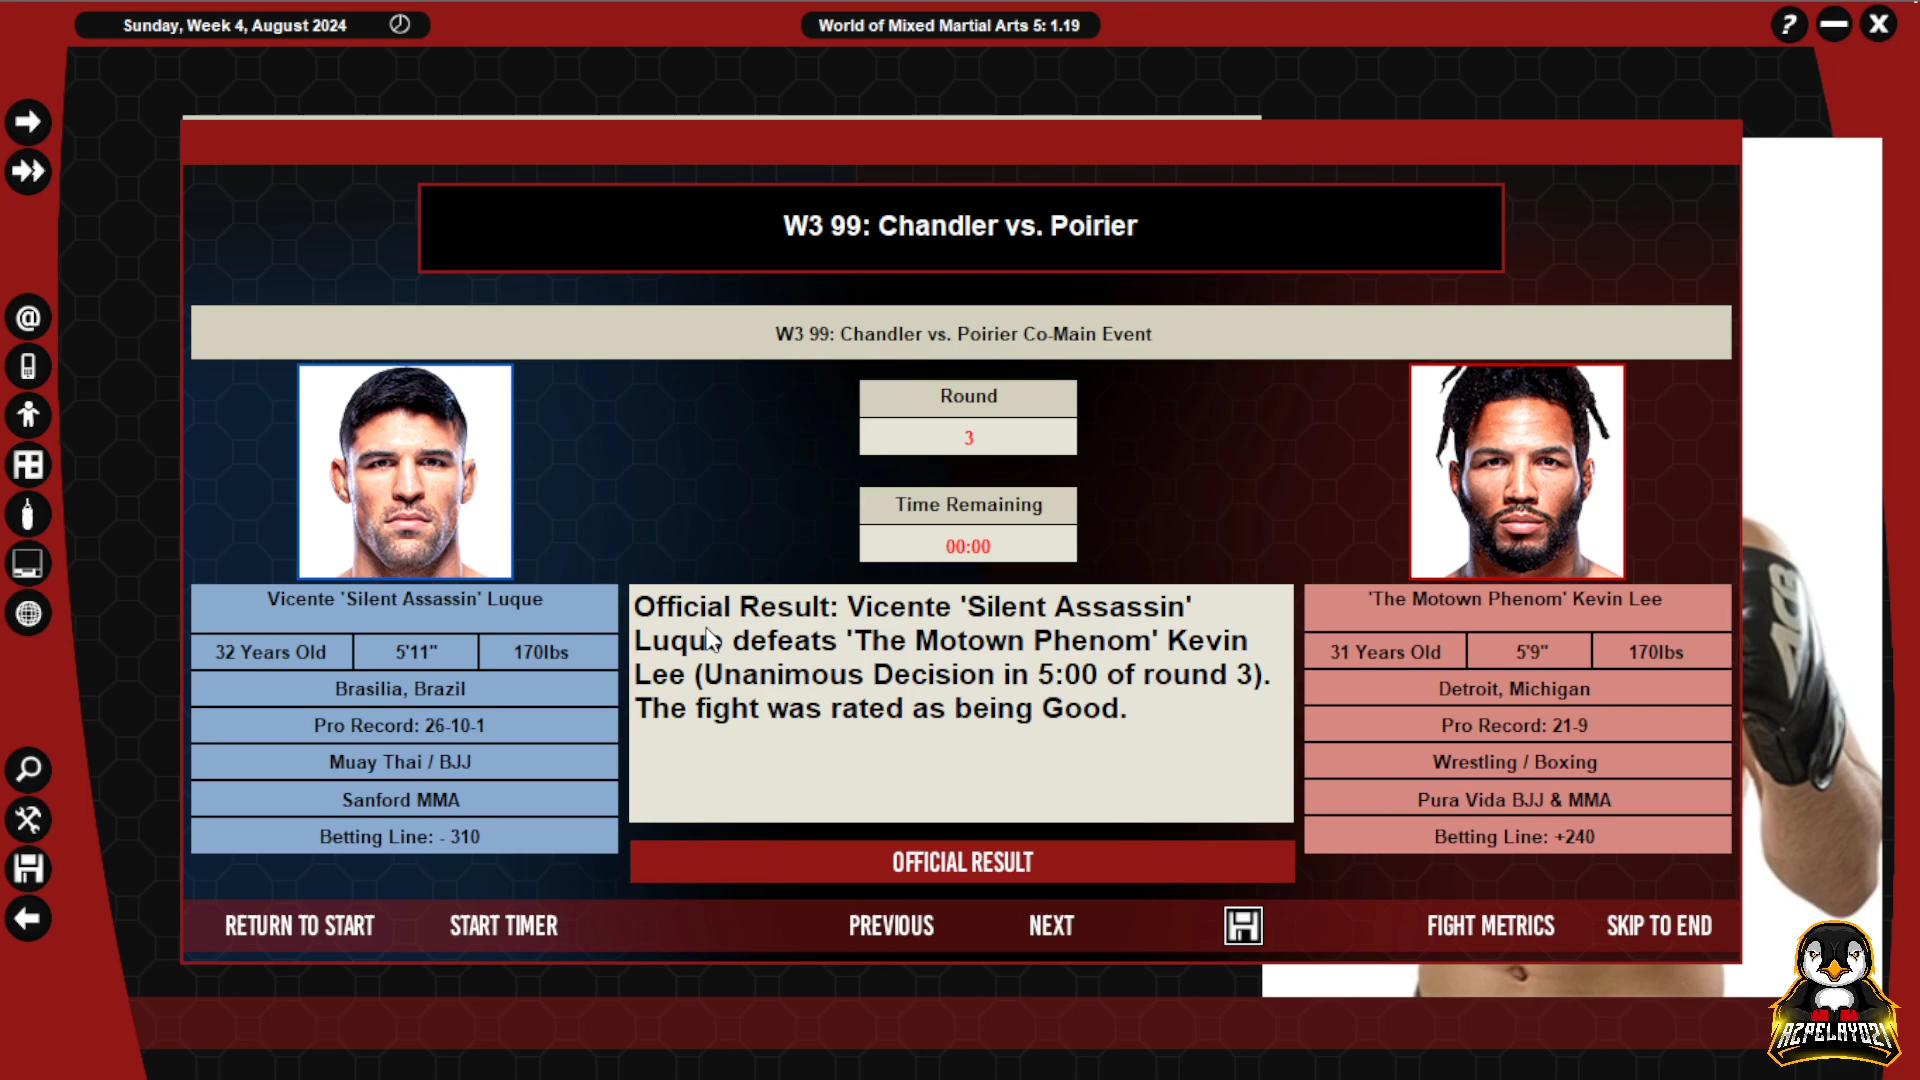 Sunday, Week 4, August 2024
World of Mixed Martial Arts 5: 1.19
?
X
W3 99: Chandler vs. Poirier
W3 99: Chandler vs. Poirier Co-Main Event
Round
3
Time Remaining
00:00
@
Vicente 'Silent Assassin' Luque
32 Years Old
5'11"
170lbs
Brasilia, Brazil
Pro Record: 26-10-1
Muay Thai / BJJ
Sanford MMA
Betting Line: - 310
Official Result: Vicente 'Silent Assassin'
Luque defeats 'The Motown Phenom' Kevin
Lee (Unanimous Decision in 5:00 of round 3).
The fight was rated as being Good.
OFFICIAL RESULT
'The Motown Phenom' Kevin Lee
31 Years Old
5'9"
170lbs
Detroit, Michigan
Pro Record: 21-9
Wrestling / Boxing
Pura Vida BJJ & MMA
Betting Line: +240
RETURN TO START
START TIMER
PREVIOUS
NEXT
FIGHT METRICS
SKIP TO END
AZPELAYO21